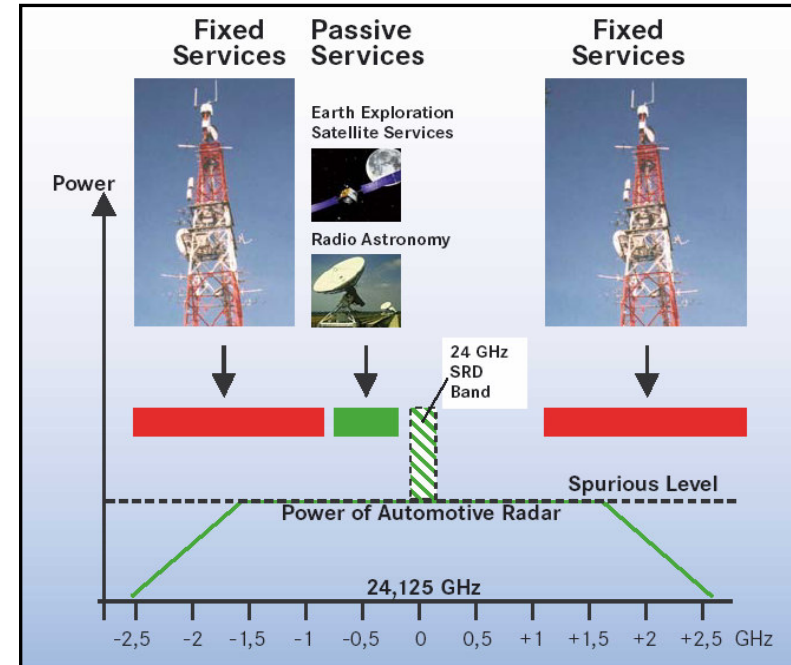 Fixed
Services
Passive
Services
Fixed
Services
Earth Exploration
Satellite Services
Power
Radio Astronomy
24 GHz
SRD
Band
Spurious Level
Power of Automotive Radar
24,125 GHz
-2,5 -2 -1,5 -1 -0,5 0 0,5 +1 +1,5 +2 +2,5 GHz